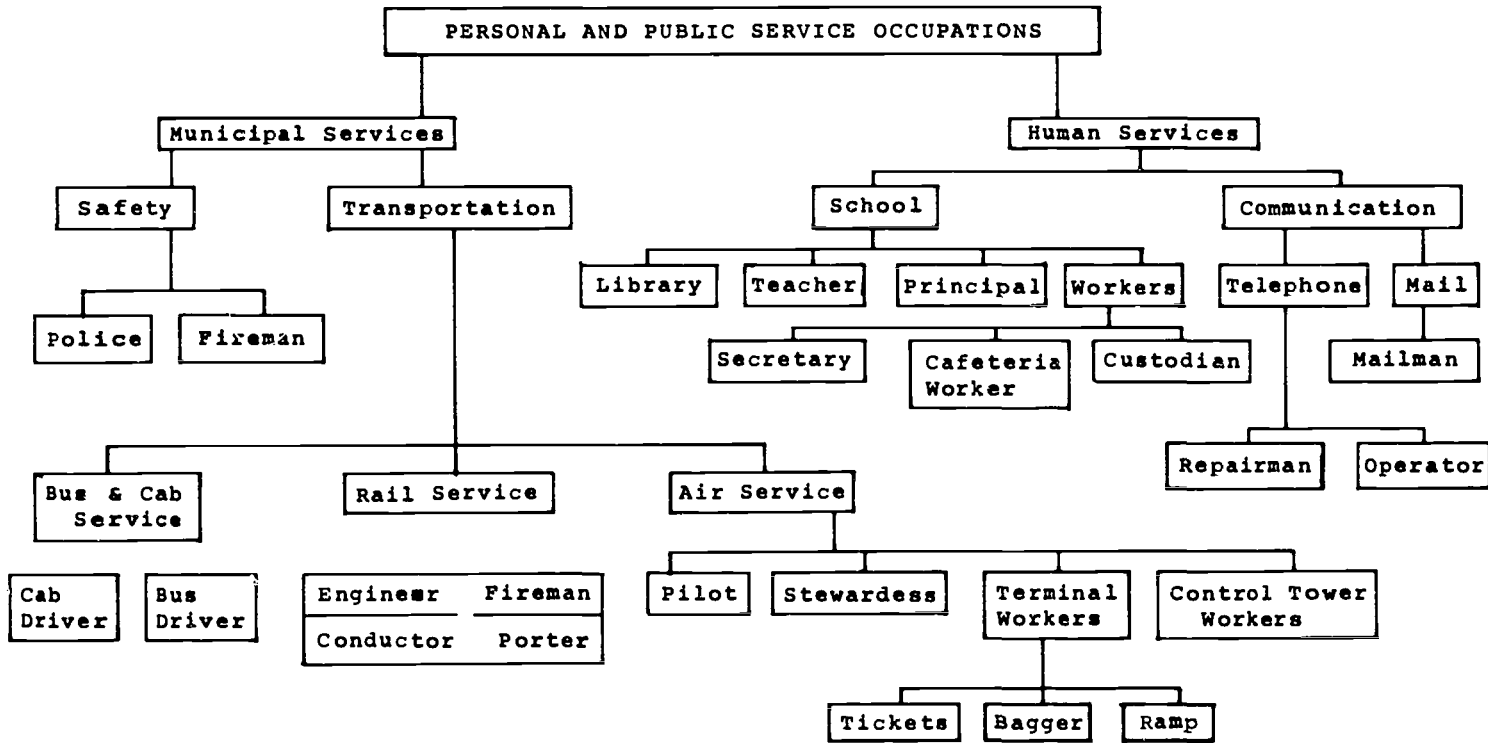 PERSONAL AND PUBLIC SERVICE OCCUPATIONS
Municipal Services
Human Services
Safety
Transportation
School
Communication
Library
Teacher
Principal
Workers
Telephone
Mail
Police
Fireman
Secretary
Cafeteria
Worker
Custodian
Mailman
Repairman
Operator
Bus & Cab
Service
Rail Service
Air Service
Cab
Driver
Bus
Driver
Engineer Fireman
Conductor Porter
Pilot
Stewardess
Terminal
Workers
Control Tower
Workers
Tickets
Bagger
Ramp